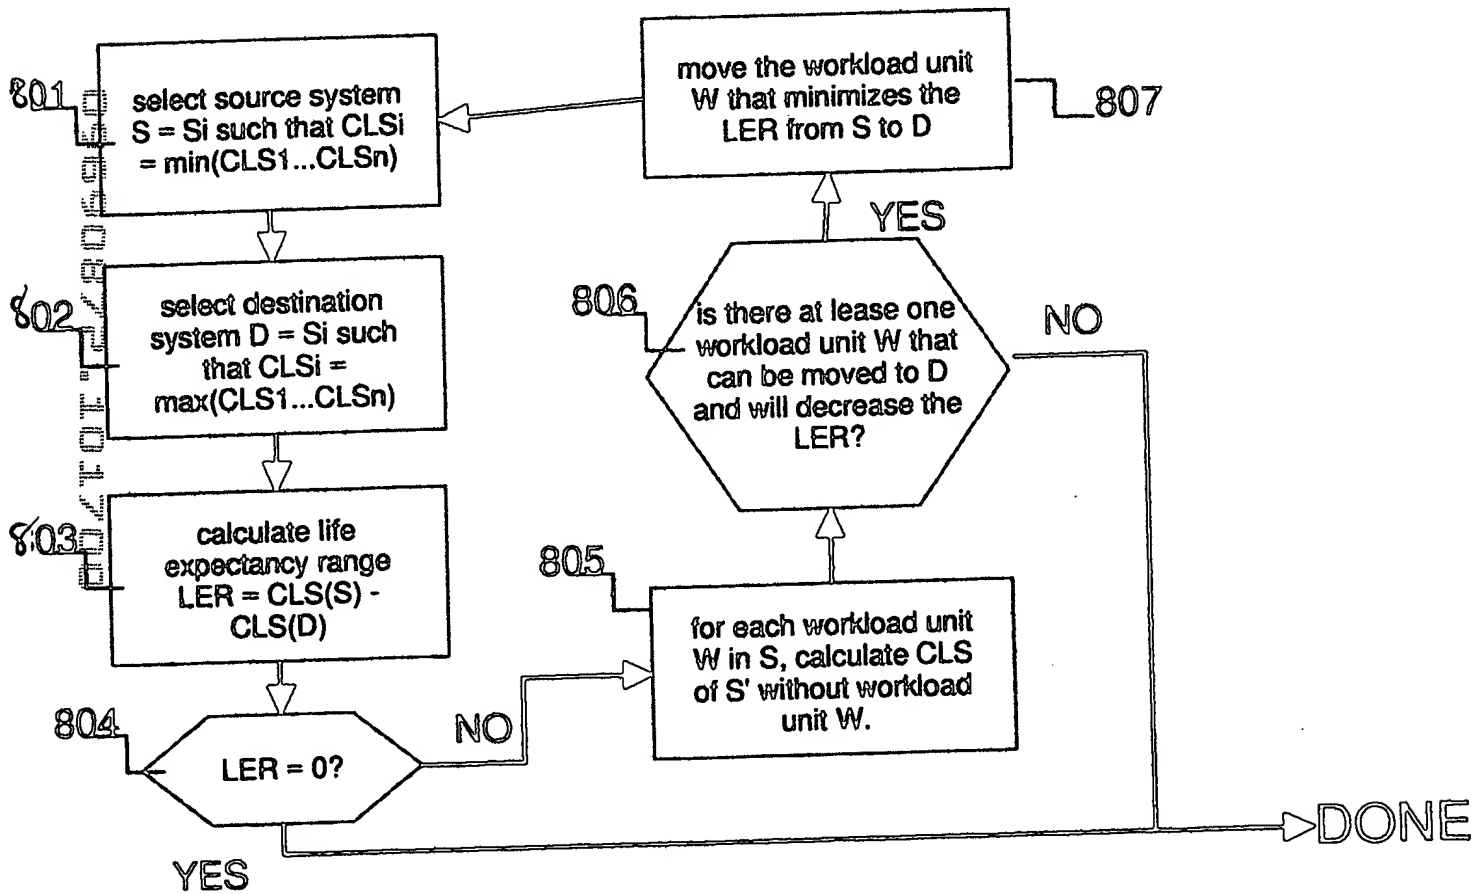 801
select source system
S = Si such that CLSi
= min(CLS1...CLSn)
802
select destination
system D = Si such
that CLSi =
max(CLS1...CLSn)
803
calculate life
expectancy range
LER = CLS(S) -
CLS(D)
804
LER = 0?
NO
YES
805
for each workload unit
W in S, calculate CLS
of S' without workload
unit W.
806
is there at lease one
workload unit W that
can be moved to D
and will decrease the
LER?
YES
NO
move the workload unit
W that minimizes the
LER from S to D
807
DONE